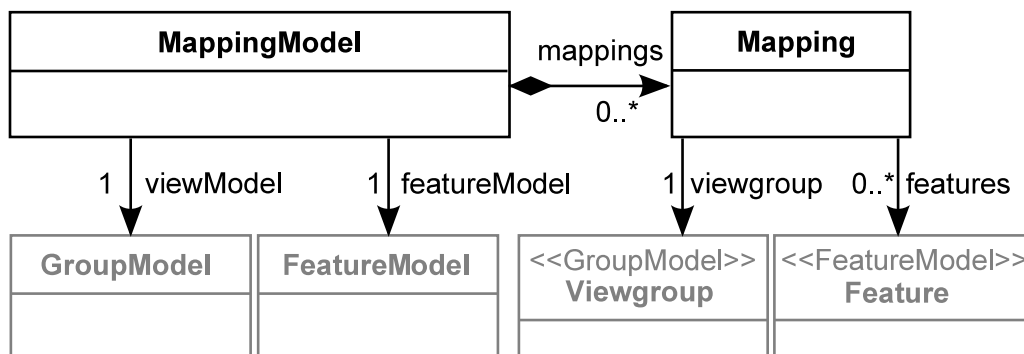 MappingModel
mappings
0..*
Mapping
1 viewModel
1 featureModel
1 viewgroup
0..* features
GroupModel
FeatureModel
<<GroupModel>>
Viewgroup
<<FeatureModel>>
Feature